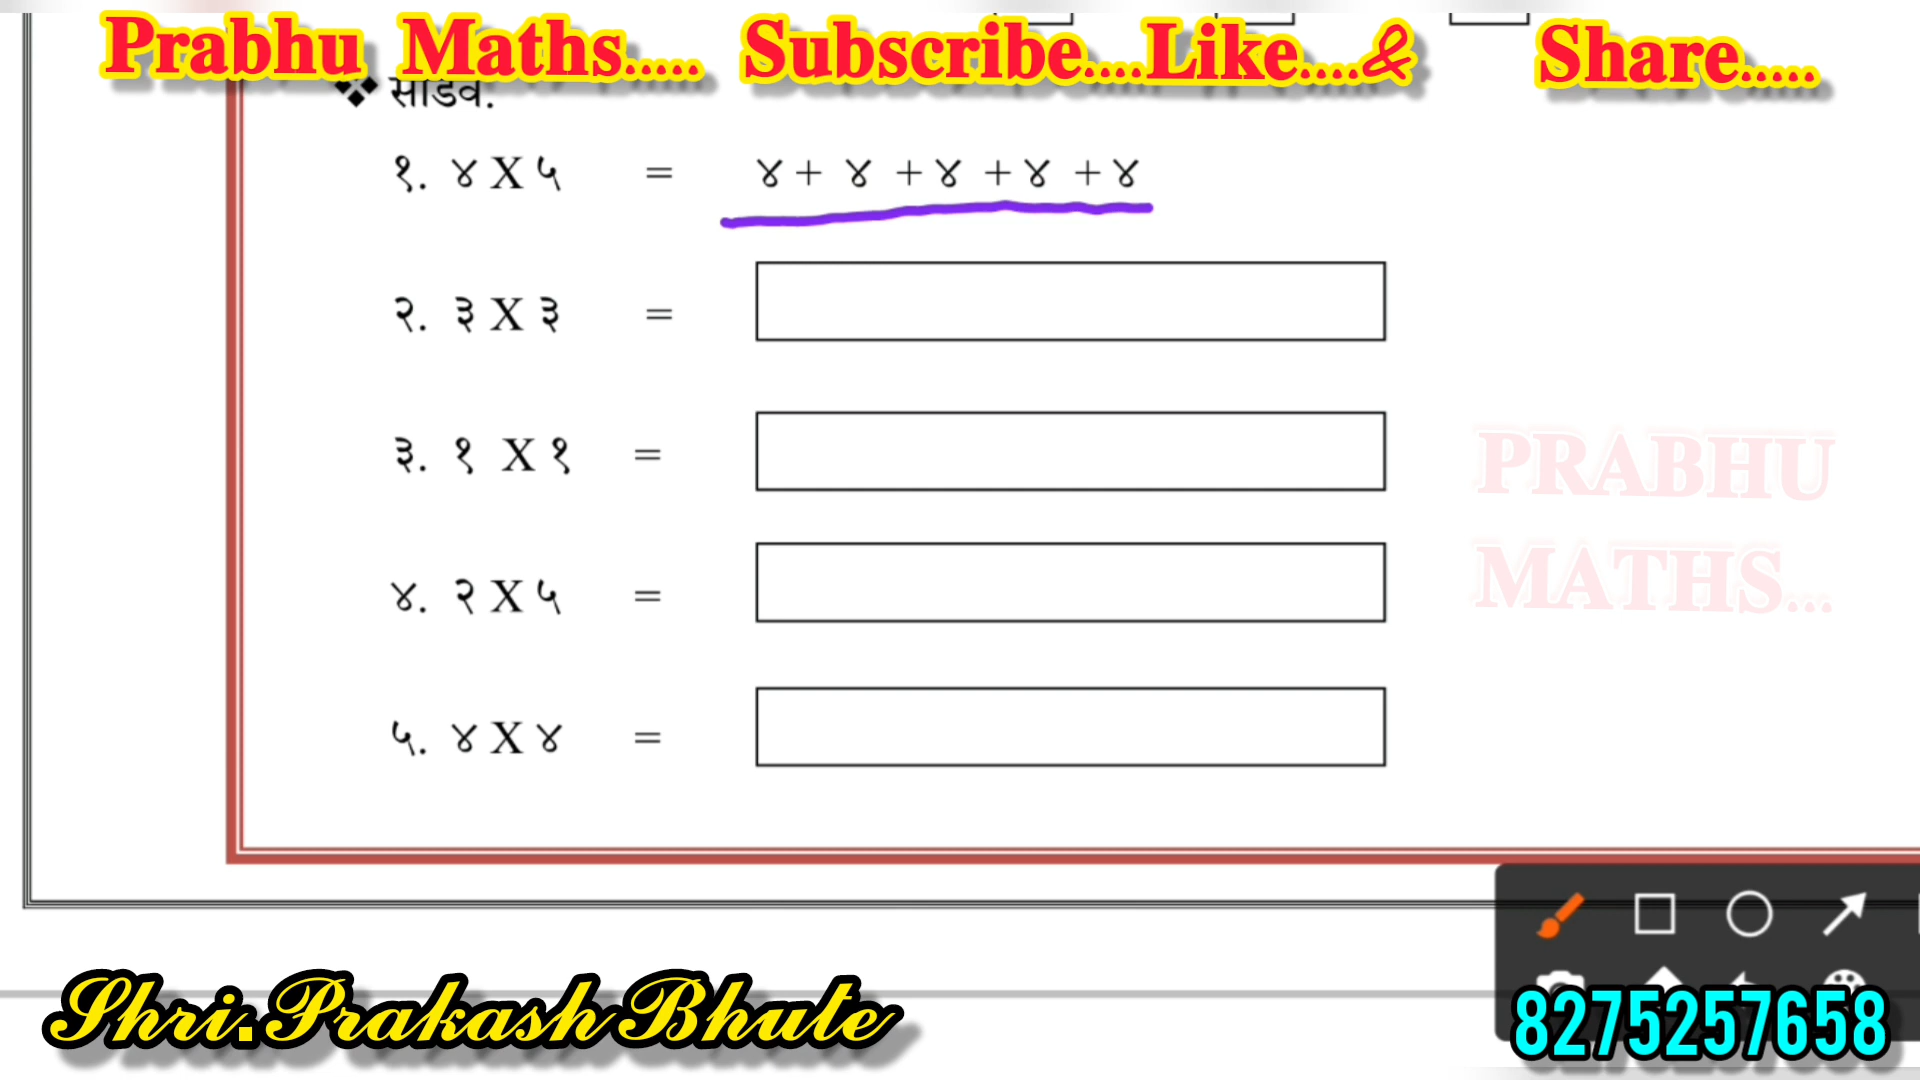 Prabhu Maths..... Subscribe....Like....& Share.....
❖ सोडव.
१. ४ X ५ = ४ + ४ + ४ + ४ + ४
२. ३ X ३ =
३. १ X १ =
४. २ X ५ =
५. ४ X ४ =
PRABHU
MATHS...
Shri.Prakash Bhute
8275257658